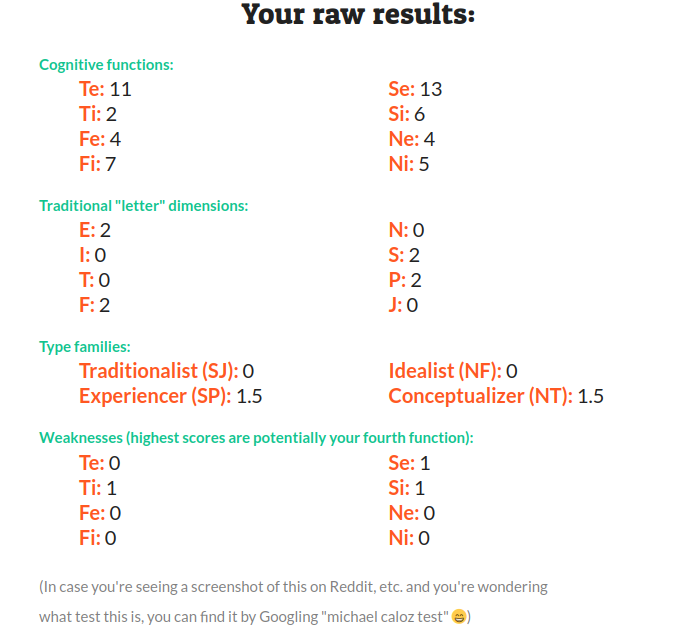 Your raw results:
Cognitive functions:
Te: 11 Se: 13
Ti: 2 Si: 6
Fe: 4 Ne: 4
Fi: 7 Ni: 5
Traditional "letter" dimensions:
E: 2 N: 0
I: 0 S: 2
T: 0 P: 2
F: 2 J: 0
Type families:
Traditionalist (SJ): 0 Idealist (NF): 0
Experiencer (SP): 1.5 Conceptualizer (NT): 1.5
Weaknesses (highest scores are potentially your fourth function):
Te: 0 Se: 1
Ti: 1 Si: 1
Fe: 0 Ne: 0
Fi: 0 Ni: 0
(In case you're seeing a screenshot of this on Reddit, etc. and you're wondering
what test this is, you can find it by Googling "michael caloz test" 😄)